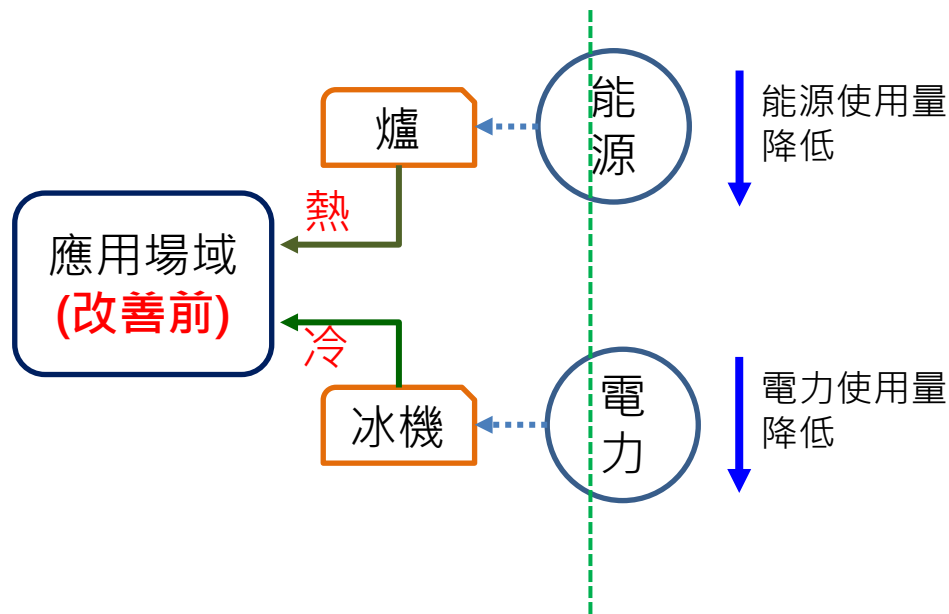 能
源
能源使用量
降低
爐
熱
應用場域
(改善前)
冷
冰機
電
力
電力使用量
降低